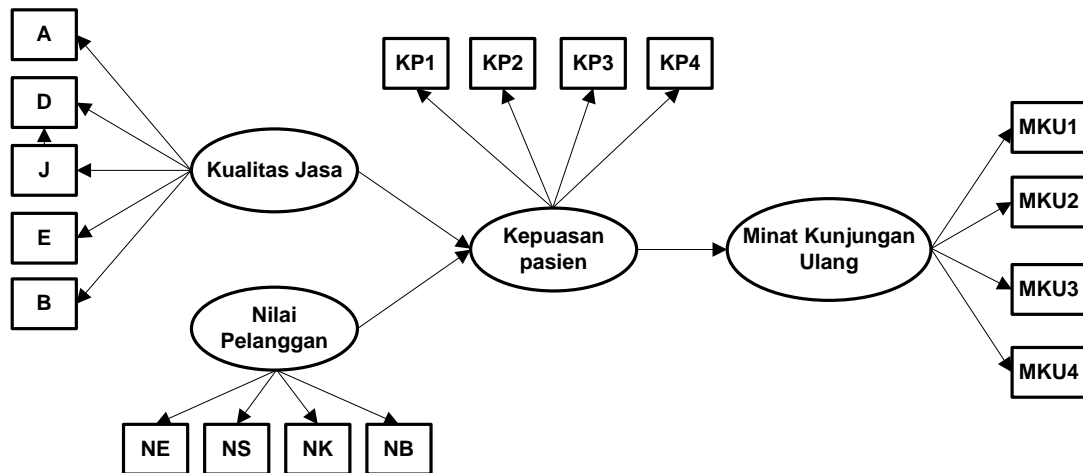 A
D
J
E
B
Kualitas Jasa
Nilai
Pelanggan
NE
NS
NK
NB
KP1
KP2
KP3
KP4
Kepuasan
pasien
Minat Kunjungan
Ulang
MKU1
MKU2
MKU3
MKU4